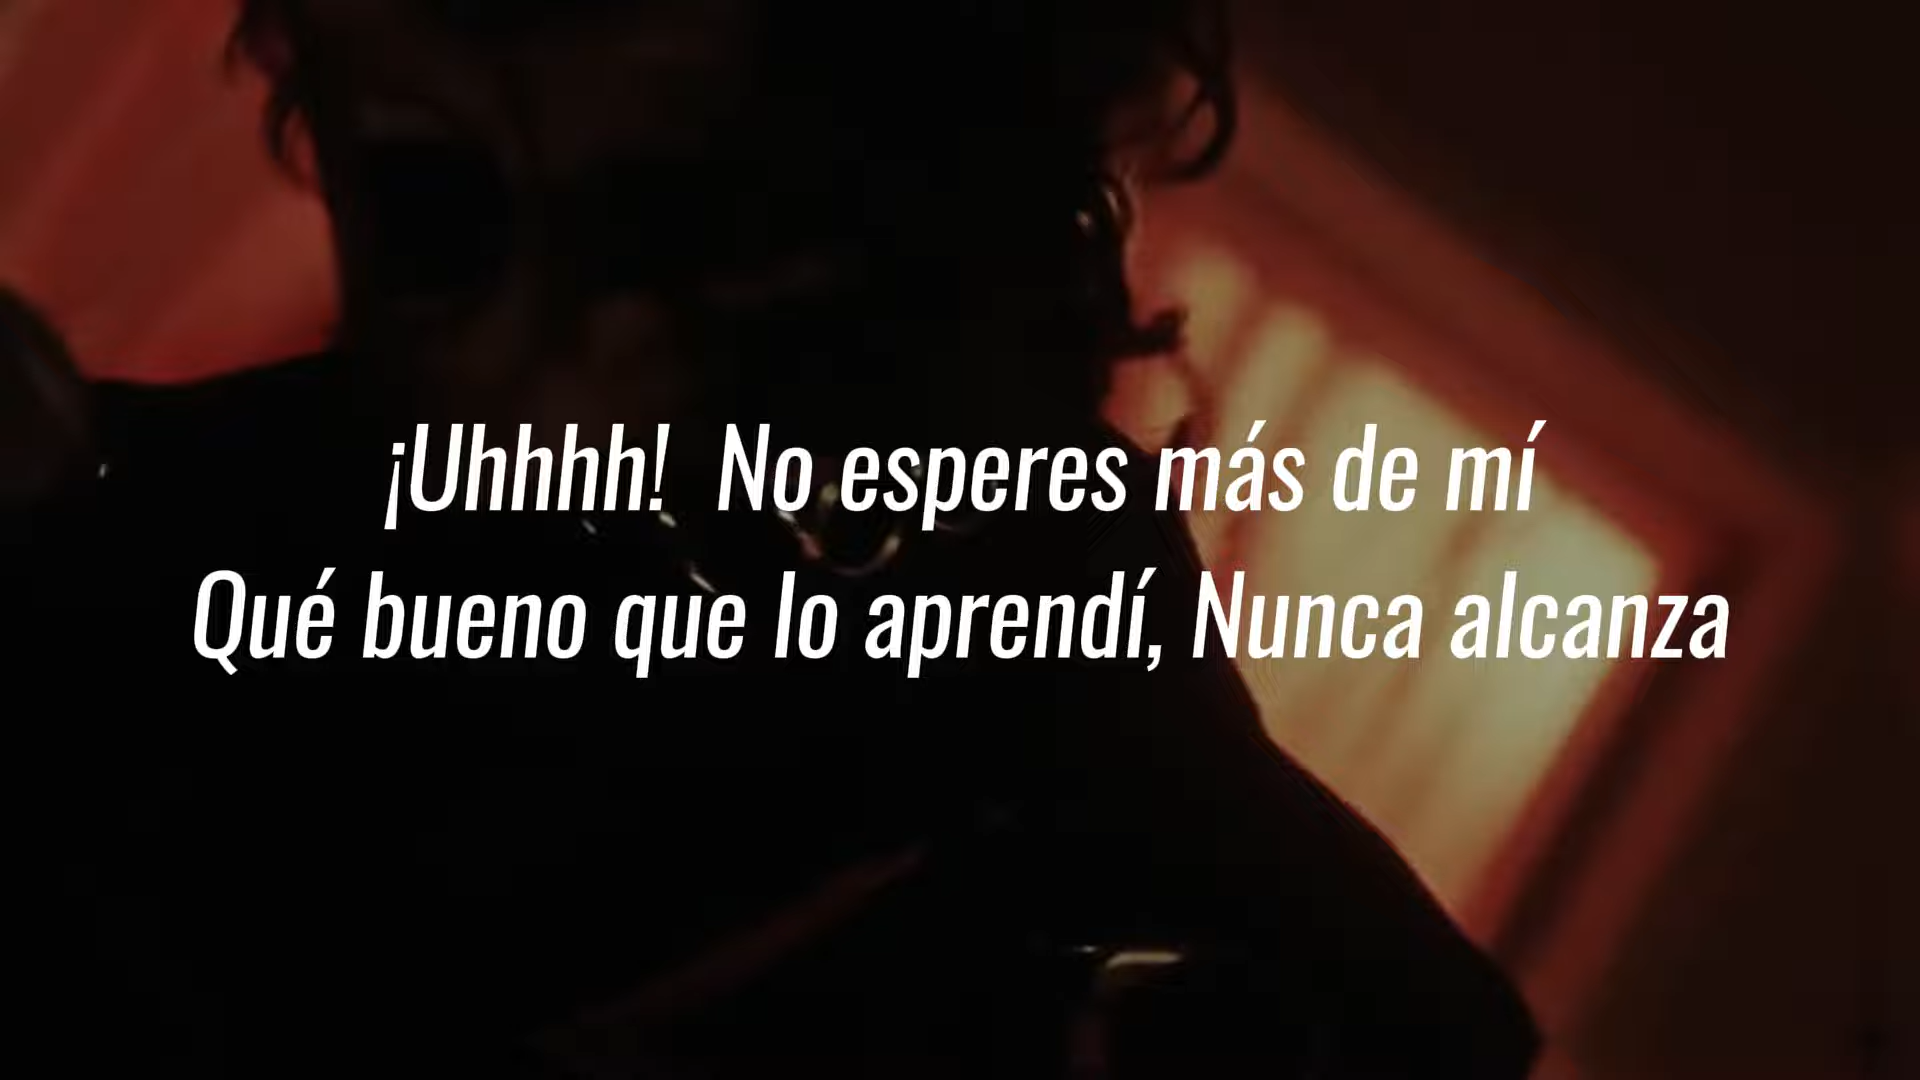 ¡Uhhhh!  No esperes más de mí
Qué bueno que lo aprendí, Nunca alcanza